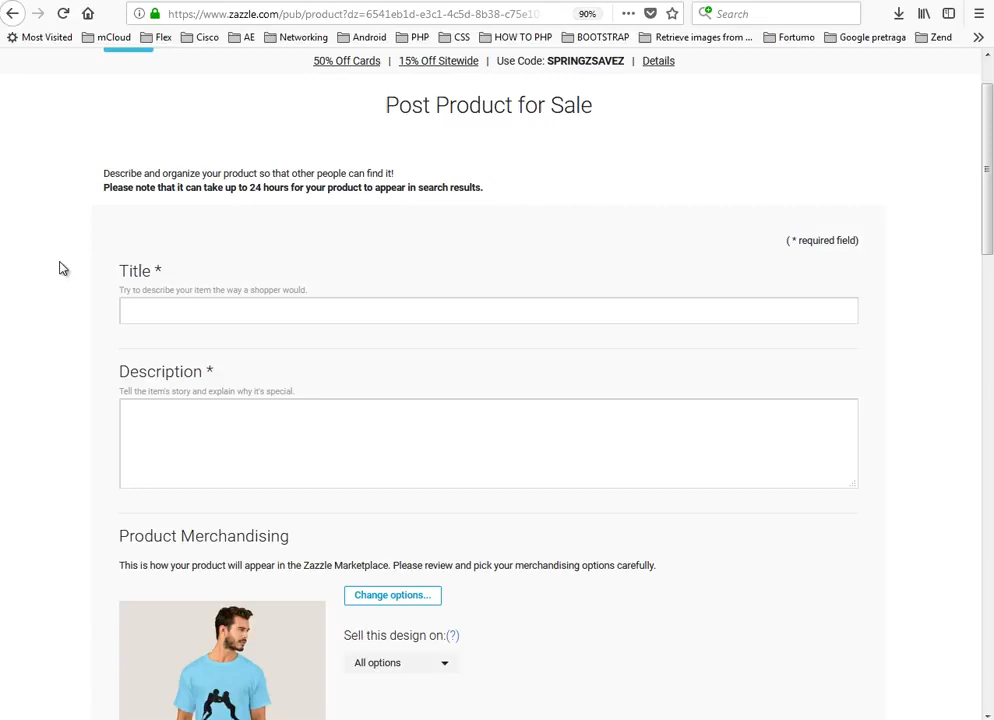 https://www.zazzle.com/pub/product?dz=6541eb1d-e3c1-4c5d-8b38-c75e10
90%
Search
Most Visited
mCloud
Flex
Cisco
AE
Networking
Android
PHP
CSS
HOW TO PHP
BOOTSTRAP
Retrieve images from ...
Fortumo
Google pretraga
Zend
50% Off Cards | 15% Off Sitewide | Use Code: SPRINGZSAVEZ | Details
Post Product for Sale
Describe and organize your product so that other people can find it!
Please note that it can take up to 24 hours for your product to appear in search results.
( * required field)
Title *
Try to describe your item the way a shopper would.
Description *
Tell the item's story and explain why it's special.
Product Merchandising
This is how your product will appear in the Zazzle Marketplace. Please review and pick your merchandising options carefully.
Change options...
Sell this design on:(?)
All options